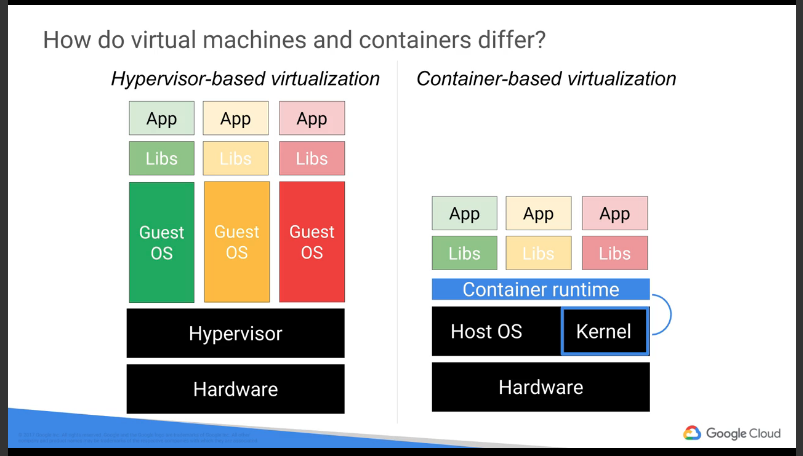 How do virtual machines and containers differ?
Hypervisor-based virtualization
App App App
Libs Libs Libs
Guest OS Guest OS Guest OS
Hypervisor
Hardware
Container-based virtualization
App App App
Libs Libs Libs
Container runtime
Host OS Kernel
Hardware
Google Cloud